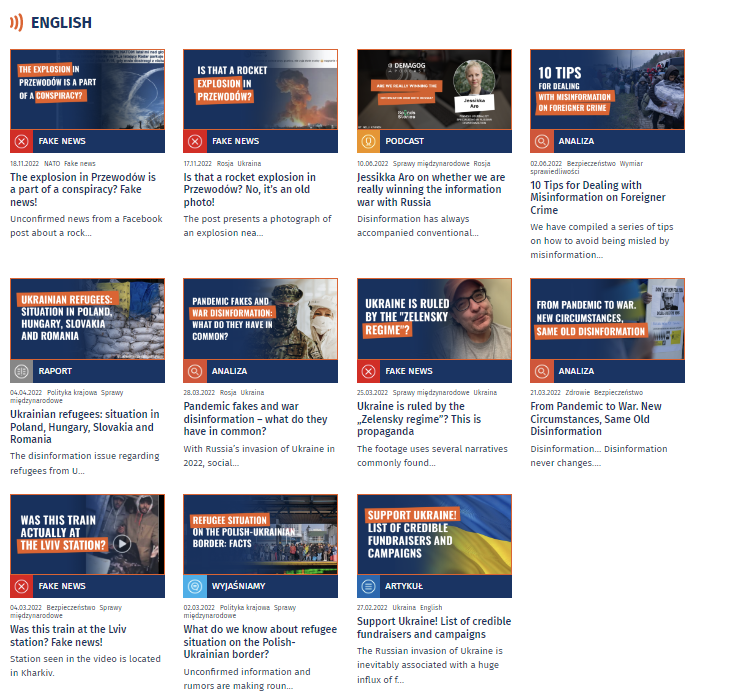 ENGLISH
THE EXPLOSION IN
PRZEWODÓW IS A PART
OF A CONSPIRACY?
FAKE NEWS
18.11.2022 NATO Fake news
The explosion in Przewodów is
a part of a conspiracy? Fake
news!
Unconfirmed news from a Facebook
post about a rock...
IS THAT A ROCKET
EXPLOSION IN
PRZEWODÓW?
FAKE NEWS
17.11.2022 Rosja Ukraina
Is that a rocket explosion in
Przewodów? No, it's an old
photo!
The post presents a photograph of
an explosion nea...
DEMAGOG
PODCAST
ARE WE REALLY WINNING THE
Jessikka
Aro
PODCAST
10.06.2022 Sprawy międzynarodowe Rosja
Jessikka Aro on whether we are
really winning the information
war with Russia
Disinformation has always
accompanied conventional...
10 TIPS
FOR DEALING
WITH MISINFORMATION
ON FOREIGNER CRIME
ANALIZA
02.06.2022 Bezpieczeństwo Wymiar
sprawiedliwości
10 Tips for Dealing with
Misinformation on Foreigner
Crime
We have compiled a series of tips
on how to avoid being misled by
misinformation...
UKRAINIAN REFUGEES:
SITUATION IN POLAND,
HUNGARY, SLOVAKIA
AND ROMANIA
RAPORT
04.04.2022 Polityka krajowa Sprawy
międzynarodowe
Ukrainian refugees: situation in
Poland, Hungary, Slovakia and
Romania
The disinformation issue regarding
refugees from U...
PANDEMIC FAKES AND
WAR DISINFORMATION:
WHAT DO THEY HAVE IN
COMMON?
ANALIZA
28.03.2022 Rosja Ukraina
Pandemic fakes and war
disinformation – what do they
have in common?
With Russia's invasion of Ukraine in
2022, social...
UKRAINE IS RULED
BY THE "ZELENSKY
REGIME"?
FAKE NEWS
25.03.2022 Sprawy międzynarodowe Ukraina
Ukraine is ruled by the
„Zelensky regime"? This is
propaganda
The footage uses several narratives
commonly found...
FROM PANDEMIC TO WAR.
NEW CIRCUMSTANCES,
SAME OLD DISINFORMATION
ANALIZA
21.03.2022 Zdrowie Bezpieczeństwo
From Pandemic to War. New
Circumstances, Same Old
Disinformation
Disinformation... Disinformation
never changes....
WAS THIS TRAIN
ACTUALLY AT
THE LVIV STATION?
FAKE NEWS
04.03.2022 Bezpieczeństwo Sprawy
międzynarodowe
Was this train at the Lviv
station? Fake news!
Station seen in the video is located
in Kharkiv.
REFUGEE SITUATION
ON THE POLISH-UKRAINIAN
BORDER: FACTS
WYJAŚNIAMY
02.03.2022 Polityka krajowa Sprawy
międzynarodowe
What do we know about refugee
situation on the Polish-
Ukrainian border?
Unconfirmed information and
rumors are making roun...
SUPPORT UKRAINE!
LIST OF CREDIBLE
FUNDRAISERS AND
CAMPAIGNS
ARTYKUŁ
27.02.2022 Ukraina English
Support Ukraine! List of credible
fundraisers and campaigns
The Russian invasion of Ukraine is
inevitably associated with a huge
influx of f...